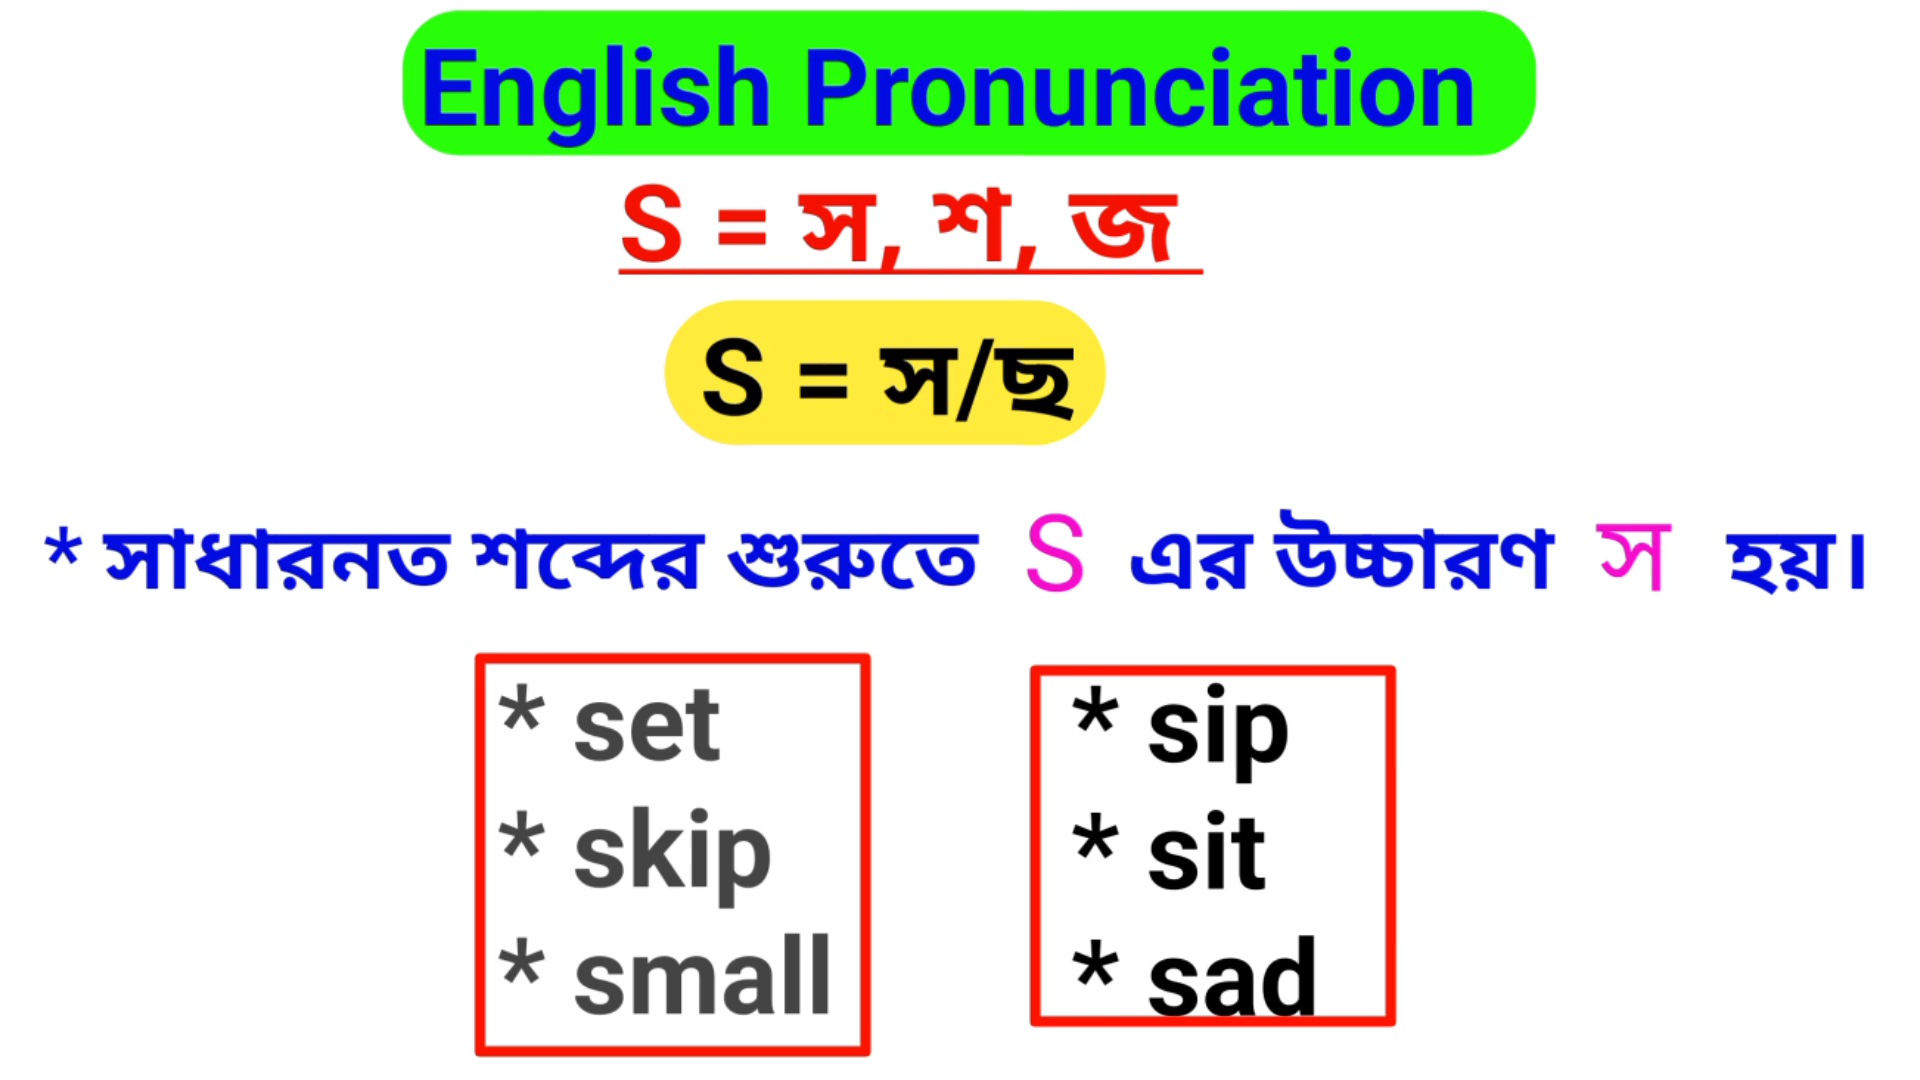 English Pronunciation
S = স, শ, জ
S = স/ছ
* সাধারনত শব্দের শুরুতে S এর উচ্চারণ স হয়।
* set
* skip
* small
* sip
* sit
* sad